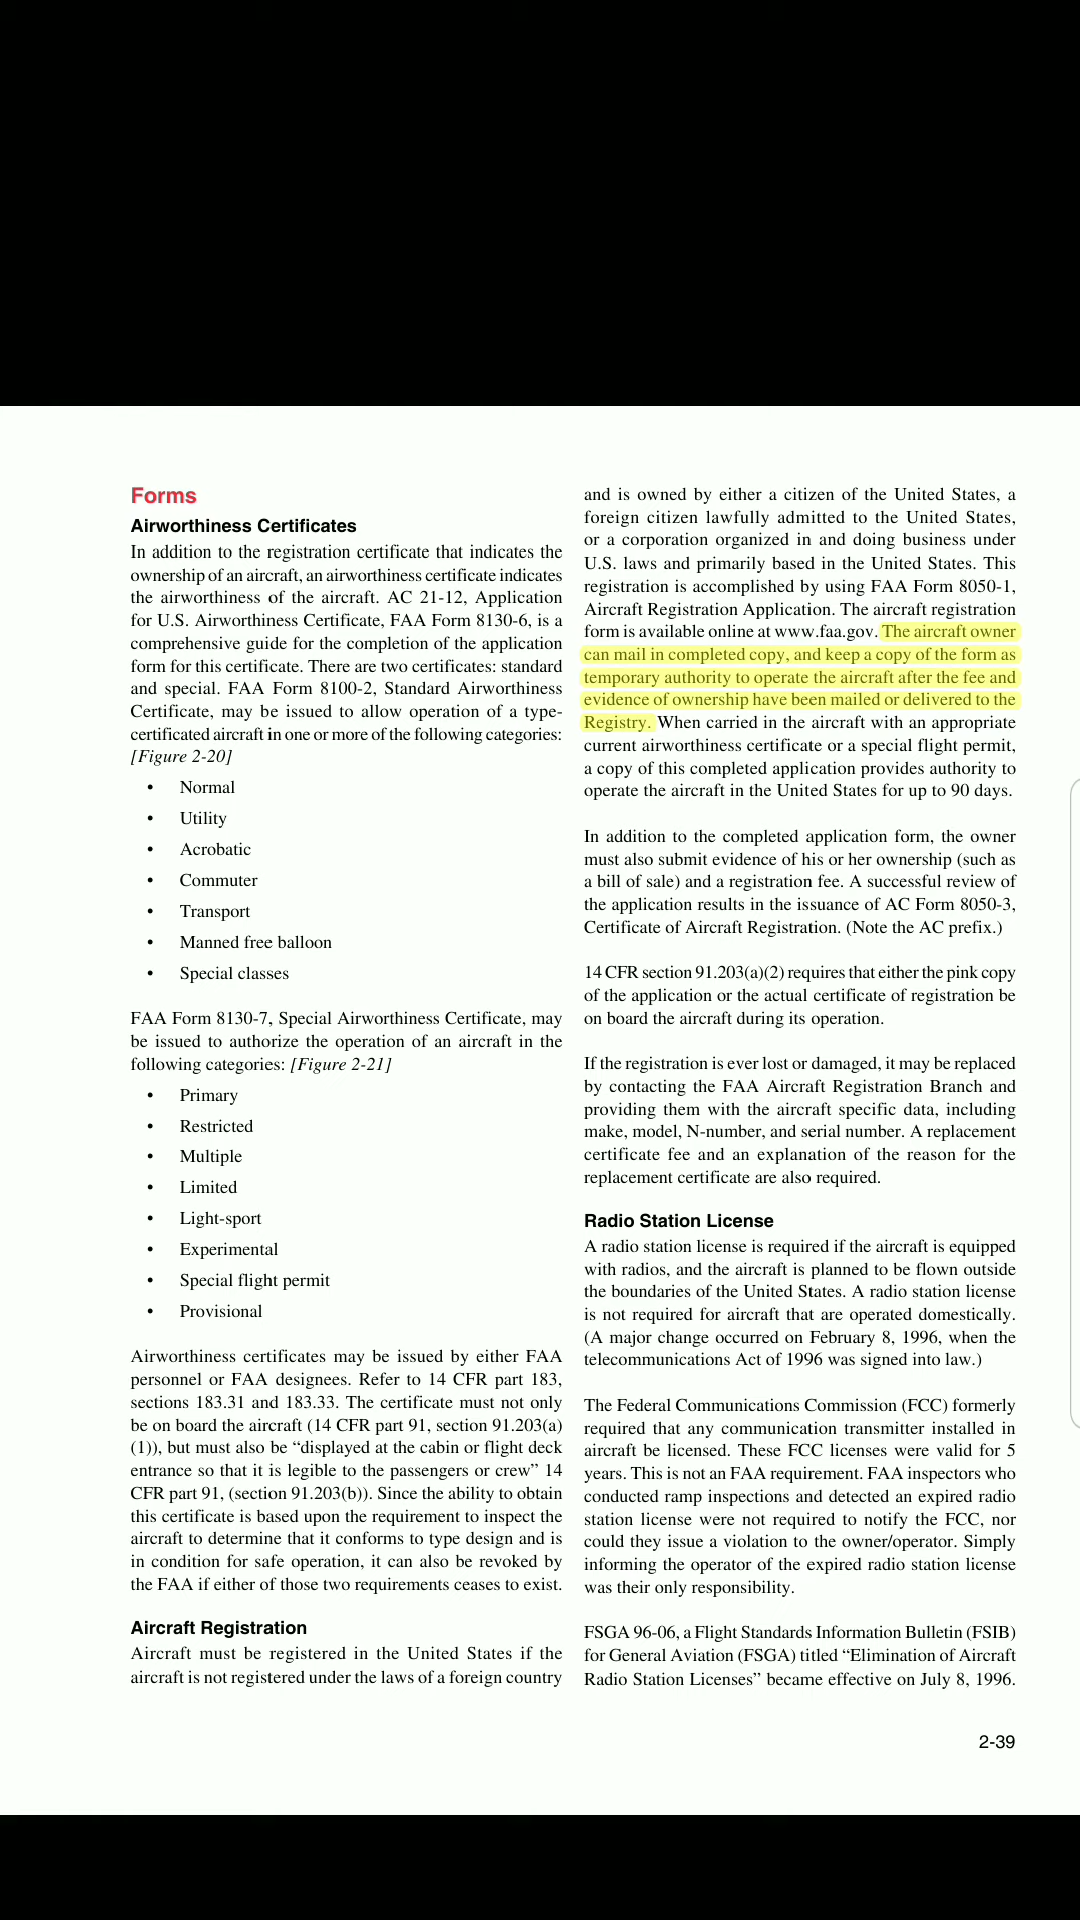 Forms
Airworthiness Certificates
In addition to the registration certificate that indicates the
ownership of an aircraft, an airworthiness certificate indicates
the airworthiness of the aircraft. AC 21-12, Application
for U.S. Airworthiness Certificate, FAA Form 8130-6, is a
comprehensive guide for the completion of the application
form for this certificate. There are two certificates: standard
and special. FAA Form 8100-2, Standard Airworthiness
Certificate, may be issued to allow operation of a type-
certificated aircraft in one or more of the following categories:
[Figure 2-20]
• Normal
• Utility
• Acrobatic
• Commuter
• Transport
• Manned free balloon
• Special classes
FAA Form 8130-7, Special Airworthiness Certificate, may
be issued to authorize the operation of an aircraft in the
following categories: [Figure 2-21]
• Primary
• Restricted
• Multiple
• Limited
• Light-sport
• Experimental
• Special flight permit
• Provisional
Airworthiness certificates may be issued by either FAA
personnel or FAA designees. Refer to 14 CFR part 183,
sections 183.31 and 183.33. The certificate must not only
be on board the aircraft (14 CFR part 91, section 91.203(a)
(1)), but must also be “displayed at the cabin or flight deck
entrance so that it is legible to the passengers or crew” 14
CFR part 91, (section 91.203(b)). Since the ability to obtain
this certificate is based upon the requirement to inspect the
aircraft to determine that it conforms to type design and is
in condition for safe operation, it can also be revoked by
the FAA if either of those two requirements ceases to exist.
Aircraft Registration
Aircraft must be registered in the United States if the
aircraft is not registered under the laws of a foreign country
and is owned by either a citizen of the United States, a
foreign citizen lawfully admitted to the United States,
or a corporation organized in and doing business under
U.S. laws and primarily based in the United States. This
registration is accomplished by using FAA Form 8050-1,
Aircraft Registration Application. The aircraft registration
form is available online at www.faa.gov. The aircraft owner
can mail in completed copy, and keep a copy of the form as
temporary authority to operate the aircraft after the fee and
evidence of ownership have been mailed or delivered to the
Registry. When carried in the aircraft with an appropriate
current airworthiness certificate or a special flight permit,
a copy of this completed application provides authority to
operate the aircraft in the United States for up to 90 days.
In addition to the completed application form, the owner
must also submit evidence of his or her ownership (such as
a bill of sale) and a registration fee. A successful review of
the application results in the issuance of AC Form 8050-3,
Certificate of Aircraft Registration. (Note the AC prefix.)
14 CFR section 91.203(a)(2) requires that either the pink copy
of the application or the actual certificate of registration be
on board the aircraft during its operation.
If the registration is ever lost or damaged, it may be replaced
by contacting the FAA Aircraft Registration Branch and
providing them with the aircraft specific data, including
make, model, N-number, and serial number. A replacement
certificate fee and an explanation of the reason for the
replacement certificate are also required.
Radio Station License
A radio station license is required if the aircraft is equipped
with radios, and the aircraft is planned to be flown outside
the boundaries of the United States. A radio station license
is not required for aircraft that are operated domestically.
(A major change occurred on February 8, 1996, when the
telecommunications Act of 1996 was signed into law.)
The Federal Communications Commission (FCC) formerly
required that any communication transmitter installed in
aircraft be licensed. These FCC licenses were valid for 5
years. This is not an FAA requirement. FAA inspectors who
conducted ramp inspections and detected an expired radio
station license were not required to notify the FCC, nor
could they issue a violation to the owner/operator. Simply
informing the operator of the expired radio station license
was their only responsibility.
FSGA 96-06, a Flight Standards Information Bulletin (FSIB)
for General Aviation (FSGA) titled “Elimination of Aircraft
Radio Station Licenses” became effective on July 8, 1996.
2-39